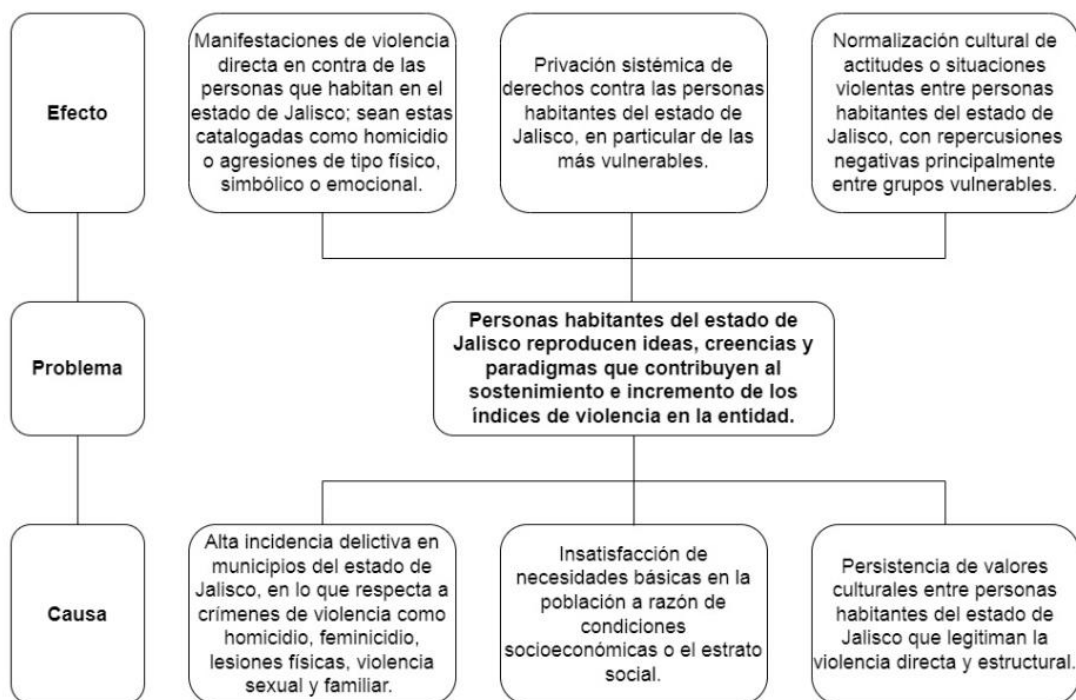 Efecto
Manifestaciones de violencia
directa en contra de las
personas que habitan en el
estado de Jalisco; sean estas
catalogadas como homicidio
o agresiones de tipo físico,
simbólico o emocional.
Privación sistémica de
derechos contra las personas
habitantes del estado de
Jalisco, en particular de las
más vulnerables.
Normalización cultural de
actitudes o situaciones
violentas entre personas
habitantes del estado de
Jalisco, con repercusiones
negativas principalmente
entre grupos vulnerables.
Problema
Personas habitantes del estado de
Jalisco reproducen ideas, creencias y
paradigmas que contribuyen al
sostenimiento e incremento de los
índices de violencia en la entidad.
Causa
Alta incidencia delictiva en
municipios del estado de
Jalisco, en lo que respecta a
crímenes de violencia como
homicidio, feminicidio,
lesiones físicas, violencia
sexual y familiar.
Insatisfacción de
necesidades básicas en la
población a razón de
condiciones
socioeconómicas o el estrato
social.
Persistencia de valores
culturales entre personas
habitantes del estado de
Jalisco que legitiman la
violencia directa y estructural.